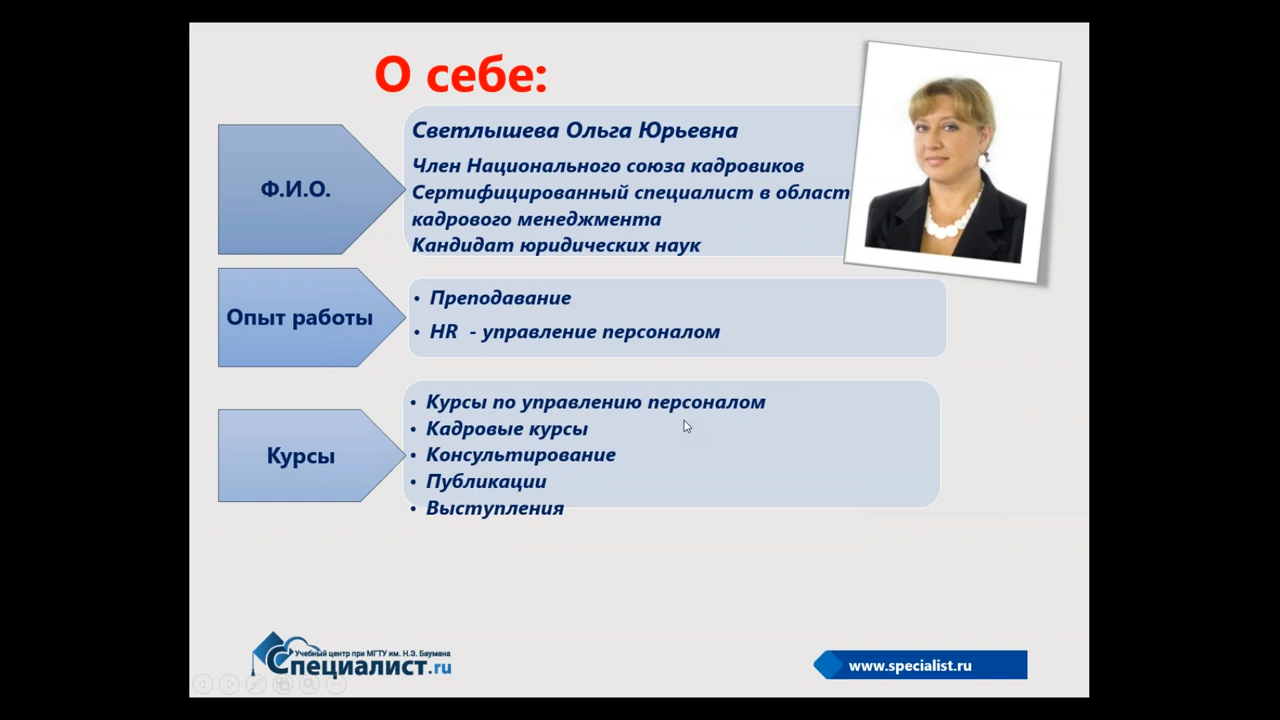 О себе:
Ф.И.О.
Светлышева Ольга Юрьевна
Член Национального союза кадровиков
Сертифицированный специалист в област
кадрового менеджмента
Кандидат юридических наук
Опыт работы
• Преподавание
• HR - управление персоналом
Курсы
• Курсы по управлению персоналом
• Кадровые курсы
• Консультирование
• Публикации
• Выступления
Учебный центр при МГТУ им. Н.Э. Баумана
Специалист.ru
www.specialist.ru